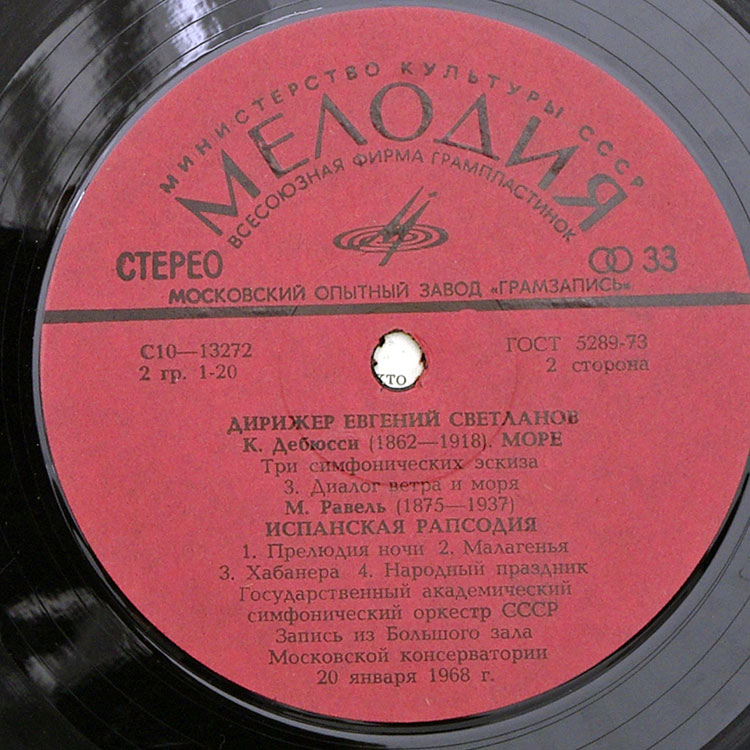 МИНИСТЕРСТВО КУЛЬТУРЫ СССР
МЕЛОДИЯ
ВСЕСОЮЗНАЯ ФИРМА ГРАМПЛАСТИНОК
СТЕРЕО 33
МОСКОВСКИЙ ОПЫТНЫЙ ЗАВОД «ГРАМЗАПИСЬ»
С10—13272 ГОСТ 5289-73
2 гр. 1-20 2 сторона
кто
ДИРИЖЕР ЕВГЕНИЙ СВЕТЛАНОВ
К. Дебюсси (1862—1918). МОРЕ
Три симфонических эскиза
3. Диалог ветра и моря
М. Равель (1875—1937)
ИСПАНСКАЯ РАПСОДИЯ
1. Прелюдия ночи 2. Малагенья
3. Хабанера 4. Народный праздник
Государственный академический
симфонический оркестр СССР
Запись из Большого зала
Московской консерватории
20 января 1968 г.